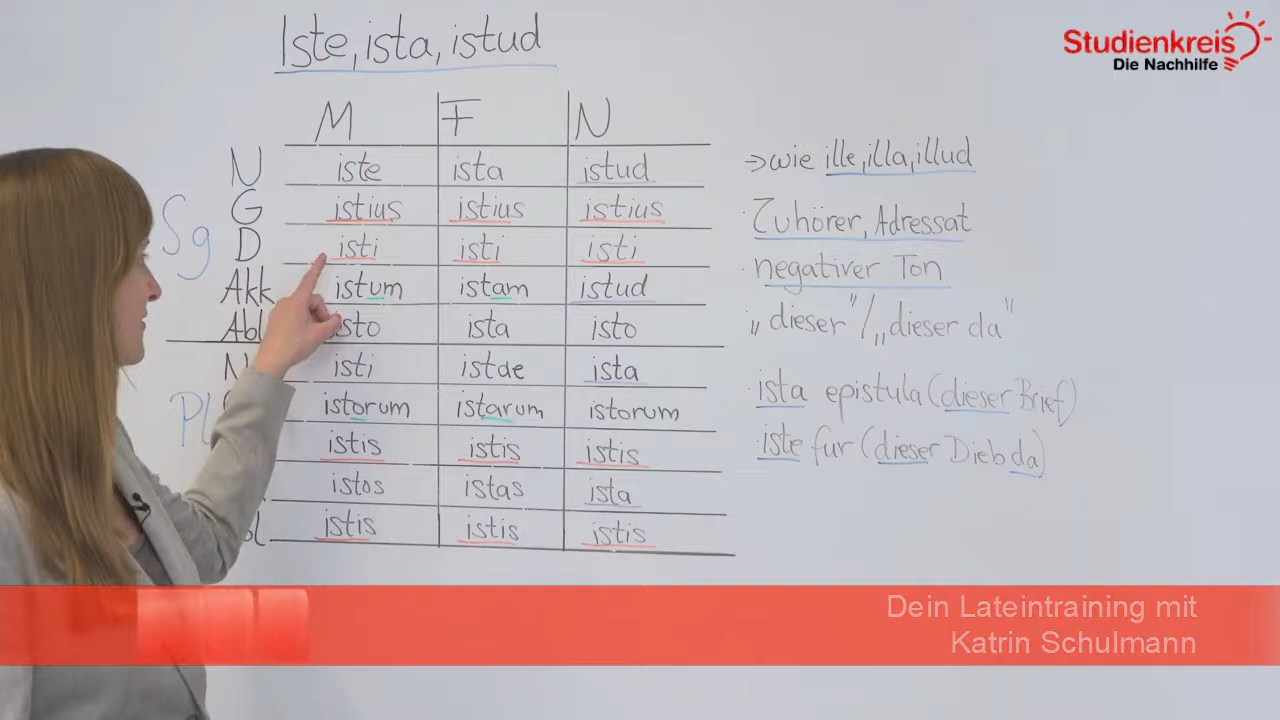 Iste, ista, istud
Studienkreis
Die Nachhilfe
M F N
Sg
N iste ista istud
G istius istius istius
D isti isti isti
Akk istum istam istud
Abl isto ista isto
Pl
N isti istae ista
istorum istarum istorum
istis istis istis
istos istas ista
bl istis istis istis
→ wie ille, illa, illud
· Zuhörer, Adressat
· negativer Ton
„dieser"/„dieser da"
· ista epistula (dieser Brief)
· iste fur (dieser Dieb da)
Dein Lateintraining mit
Katrin Schulmann